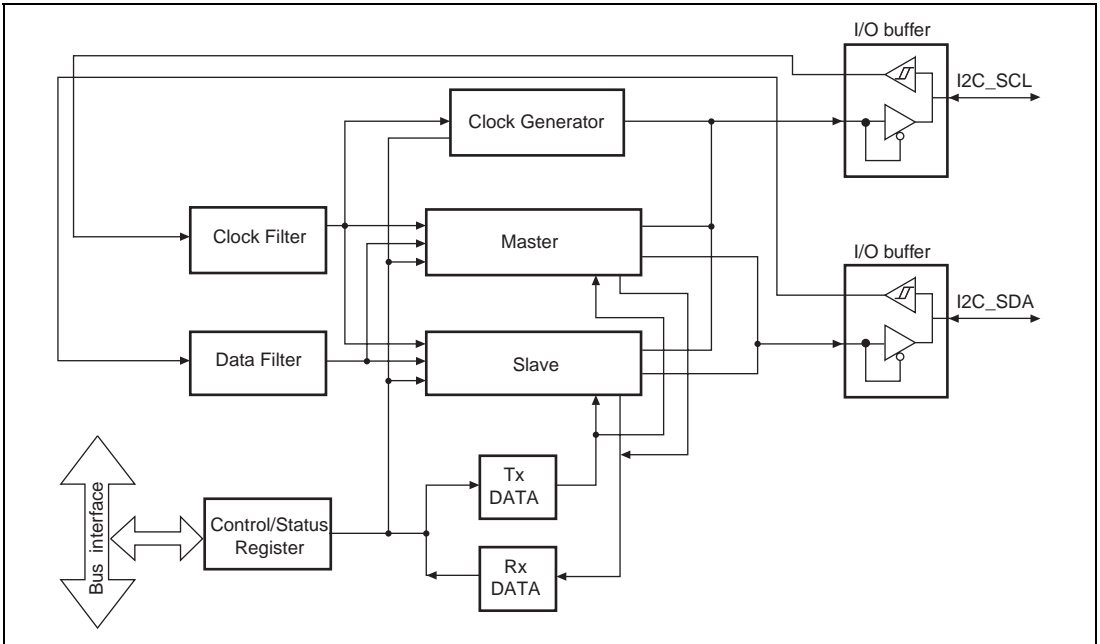 I/O buffer
I2C_SCL
Clock Generator
Clock Filter
Master
I/O buffer
I2C_SDA
Data Filter
Slave
Tx
DATA
Bus interface
Control/Status
Register
Rx
DATA